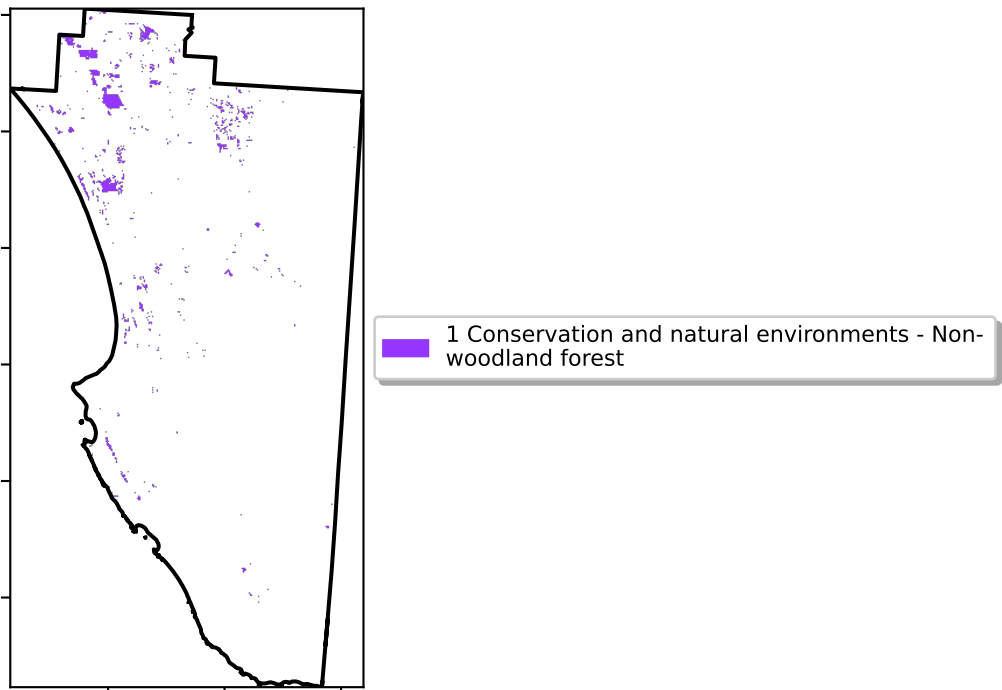 1 Conservation and natural environments - Non-
woodland forest